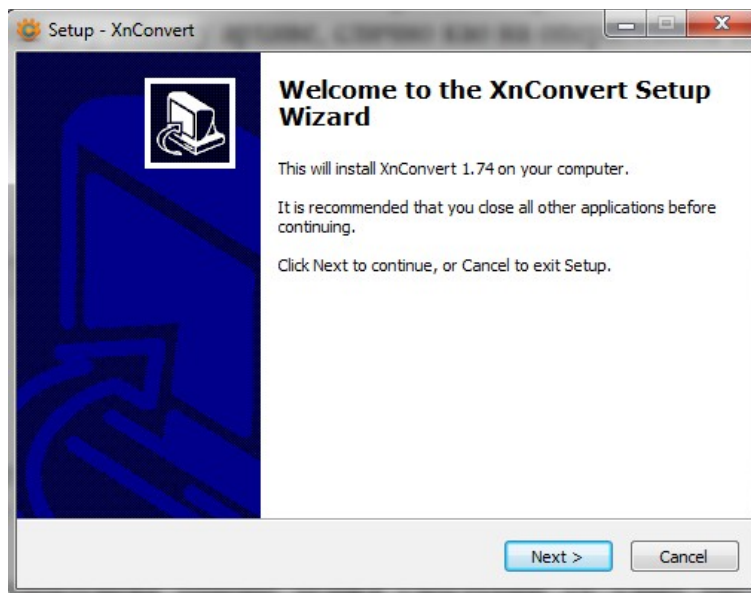 Setup - XnConvert
Welcome to the XnConvert Setup
Wizard
This will install XnConvert 1.74 on your computer.
It is recommended that you close all other applications before
continuing.
Click Next to continue, or Cancel to exit Setup.
Next >
Cancel